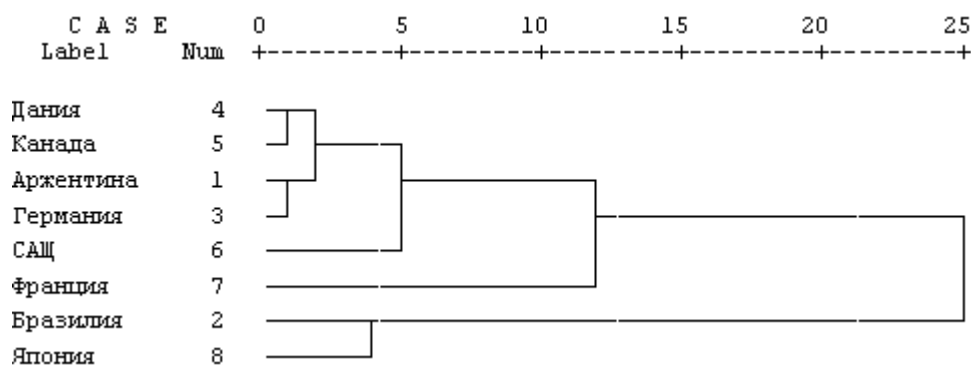 C A S E 0 5 10 15 20 25
Label Num +---------+---------+---------+---------+---------+
Дания 4
Канада 5
Аржентина 1
Германия 3
САЩ 6
Франция 7
Бразилия 2
Япония 8